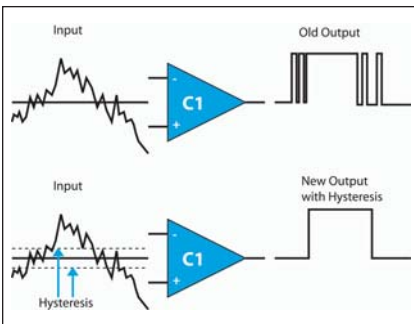 Input
Old Output
-
C1
+
Input
New Output
with Hysteresis
-
C1
+
Hysteresis